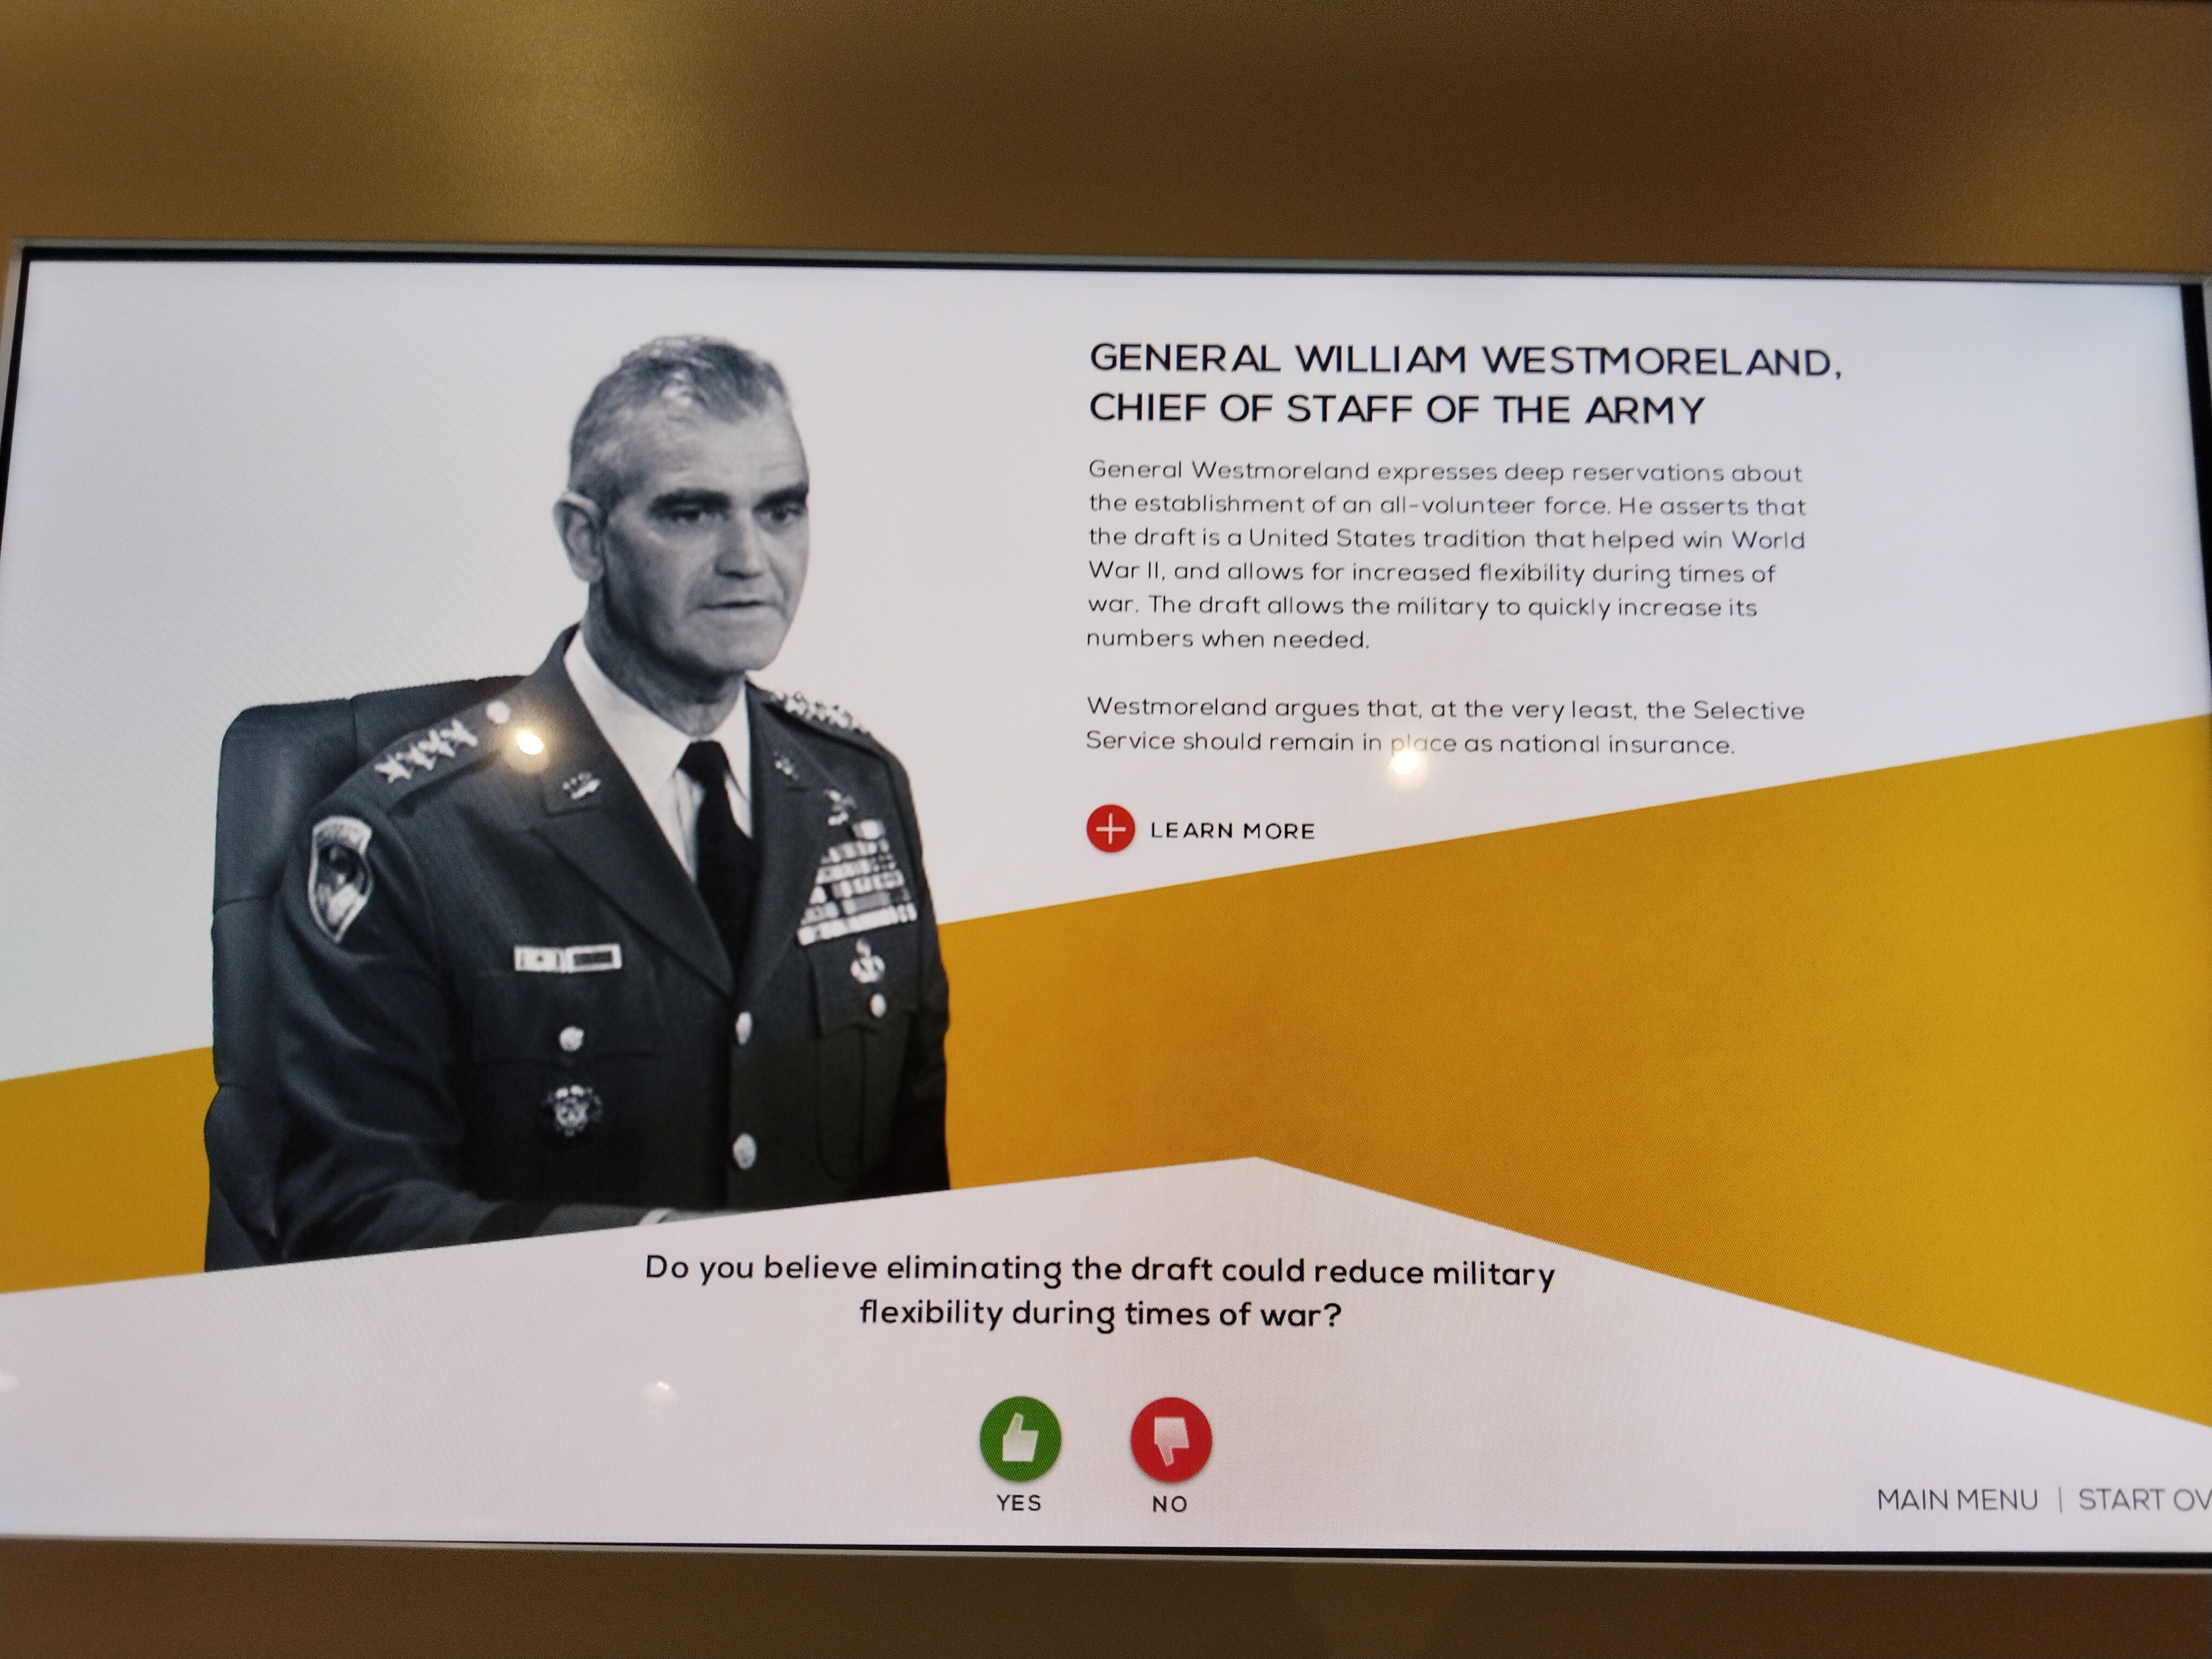 GENERAL WILLIAM WESTMORELAND,
CHIEF OF STAFF OF THE ARMY
General Westmoreland expresses deep reservations about
the establishment of an all-volunteer force. He asserts that
the draft is a United States tradition that helped win World
War II, and allows for increased flexibility during times of
war. The draft allows the military to quickly increase its
numbers when needed.
Westmoreland argues that, at the very least, the Selective
Service should remain in place as national insurance.
LEARN MORE
Do you believe eliminating the draft could reduce military
flexibility during times of war?
YES
NO
MAIN MENU | START OV